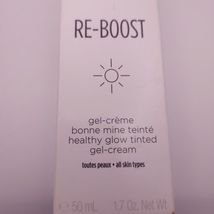 RE-BOOST
gel-crème
bonne mine teinté
healthy glow tinted
gel-cream
toutes peaux • all skin types
℮ 50 mL 1.7 Oz. Net Wt.